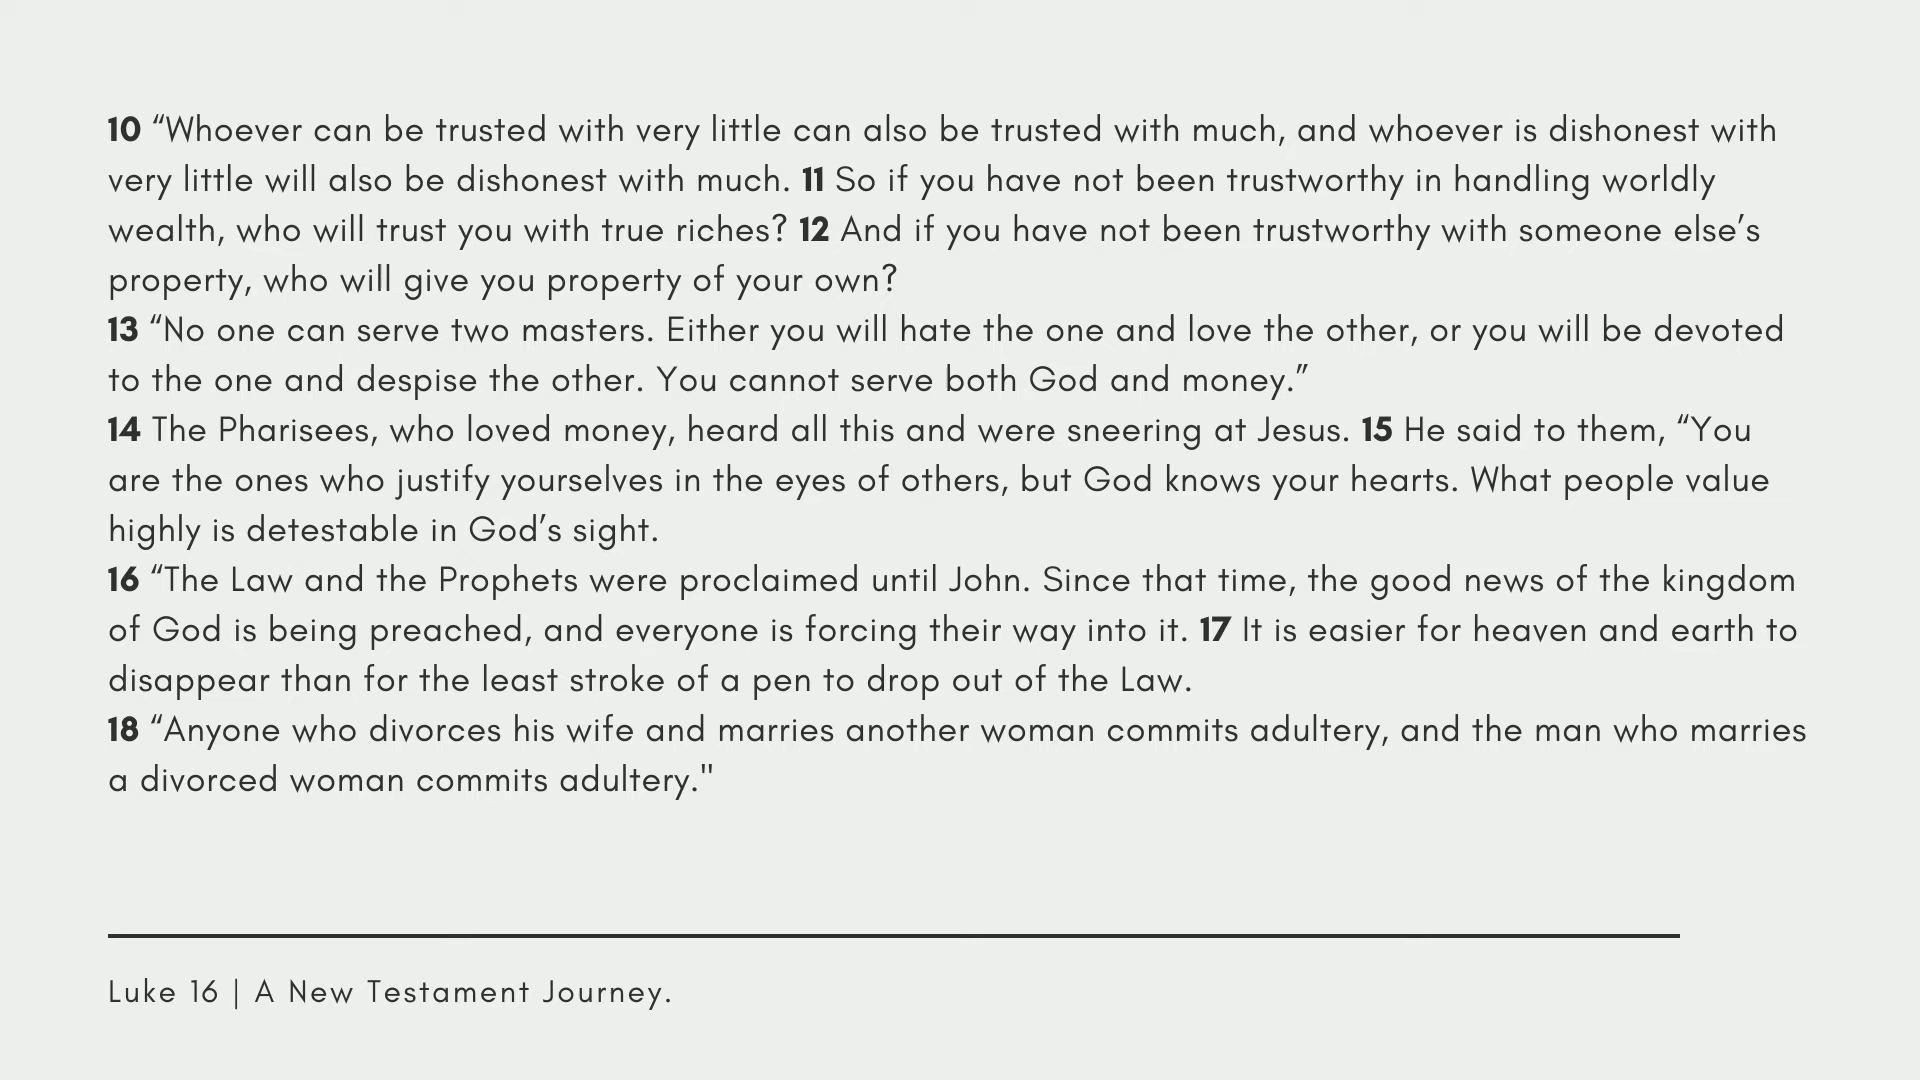 10 “Whoever can be trusted with very little can also be trusted with much, and whoever is dishonest with
very little will also be dishonest with much. 11 So if you have not been trustworthy in handling worldly
wealth, who will trust you with true riches? 12 And if you have not been trustworthy with someone else’s
property, who will give you property of your own?
13 “No one can serve two masters. Either you will hate the one and love the other, or you will be devoted
to the one and despise the other. You cannot serve both God and money.”
14 The Pharisees, who loved money, heard all this and were sneering at Jesus. 15 He said to them, “You
are the ones who justify yourselves in the eyes of others, but God knows your hearts. What people value
highly is detestable in God’s sight.
16 “The Law and the Prophets were proclaimed until John. Since that time, the good news of the kingdom
of God is being preached, and everyone is forcing their way into it. 17 It is easier for heaven and earth to
disappear than for the least stroke of a pen to drop out of the Law.
18 “Anyone who divorces his wife and marries another woman commits adultery, and the man who marries
a divorced woman commits adultery."
Luke 16 | A New Testament Journey.